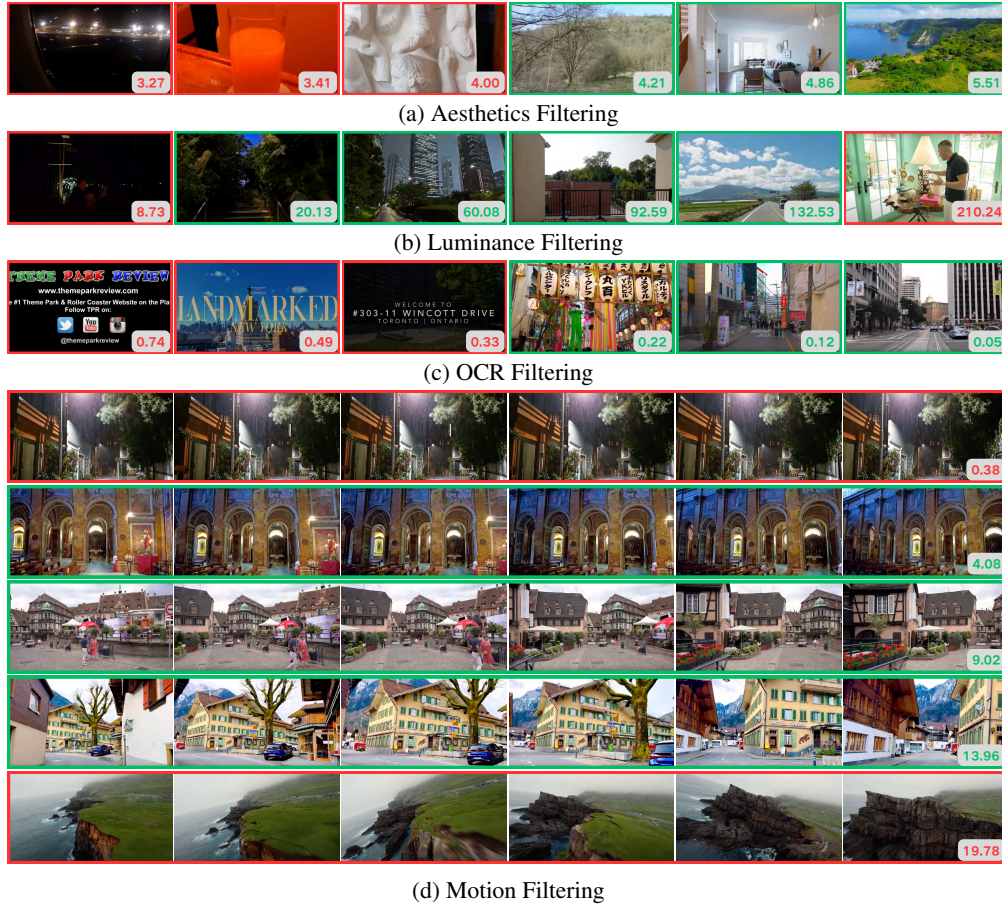 3.27
3.41
4.00
4.21
4.86
5.51
(a) Aesthetics Filtering
8.73
20.13
60.08
92.59
132.53
210.24
(b) Luminance Filtering
THEME PARK REVIEW
www.themeparkreview.com
e #1 Theme Park & Roller Coaster Website on the Pla
Follow TPR on:
You
@themeparkreview
0.74
LANDMARKED
NEW YORK
0.49
WELCOME TO
#303-11 WINCOTT DRIVE
TORONTO | ONTARIO
0.33
丸百
0.22
0.12
0.05
(c) OCR Filtering
0.38
4.08
9.02
13.96
19.78
(d) Motion Filtering